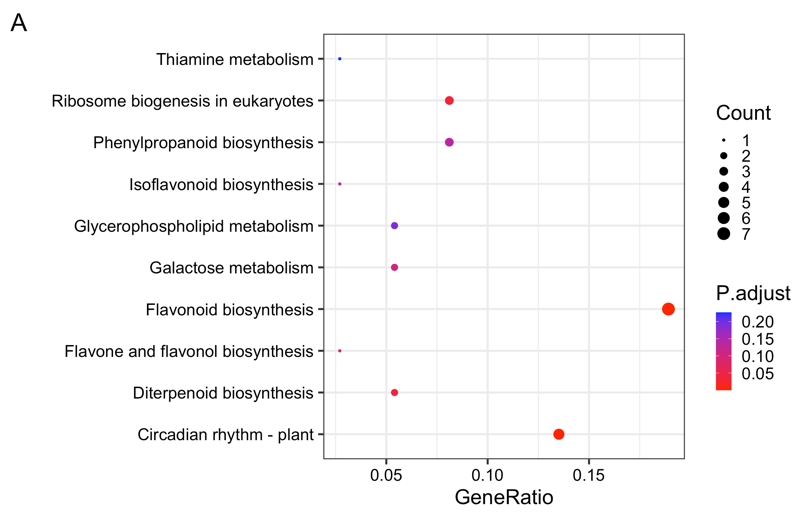 A
Thiamine metabolism
Ribosome biogenesis in eukaryotes
Phenylpropanoid biosynthesis
Isoflavonoid biosynthesis
Glycerophospholipid metabolism
Galactose metabolism
Flavonoid biosynthesis
Flavone and flavonol biosynthesis
Diterpenoid biosynthesis
Circadian rhythm - plant
0.05 0.10 0.15
GeneRatio
Count
1
2
3
4
5
6
7
P.adjust
0.20
0.15
0.10
0.05